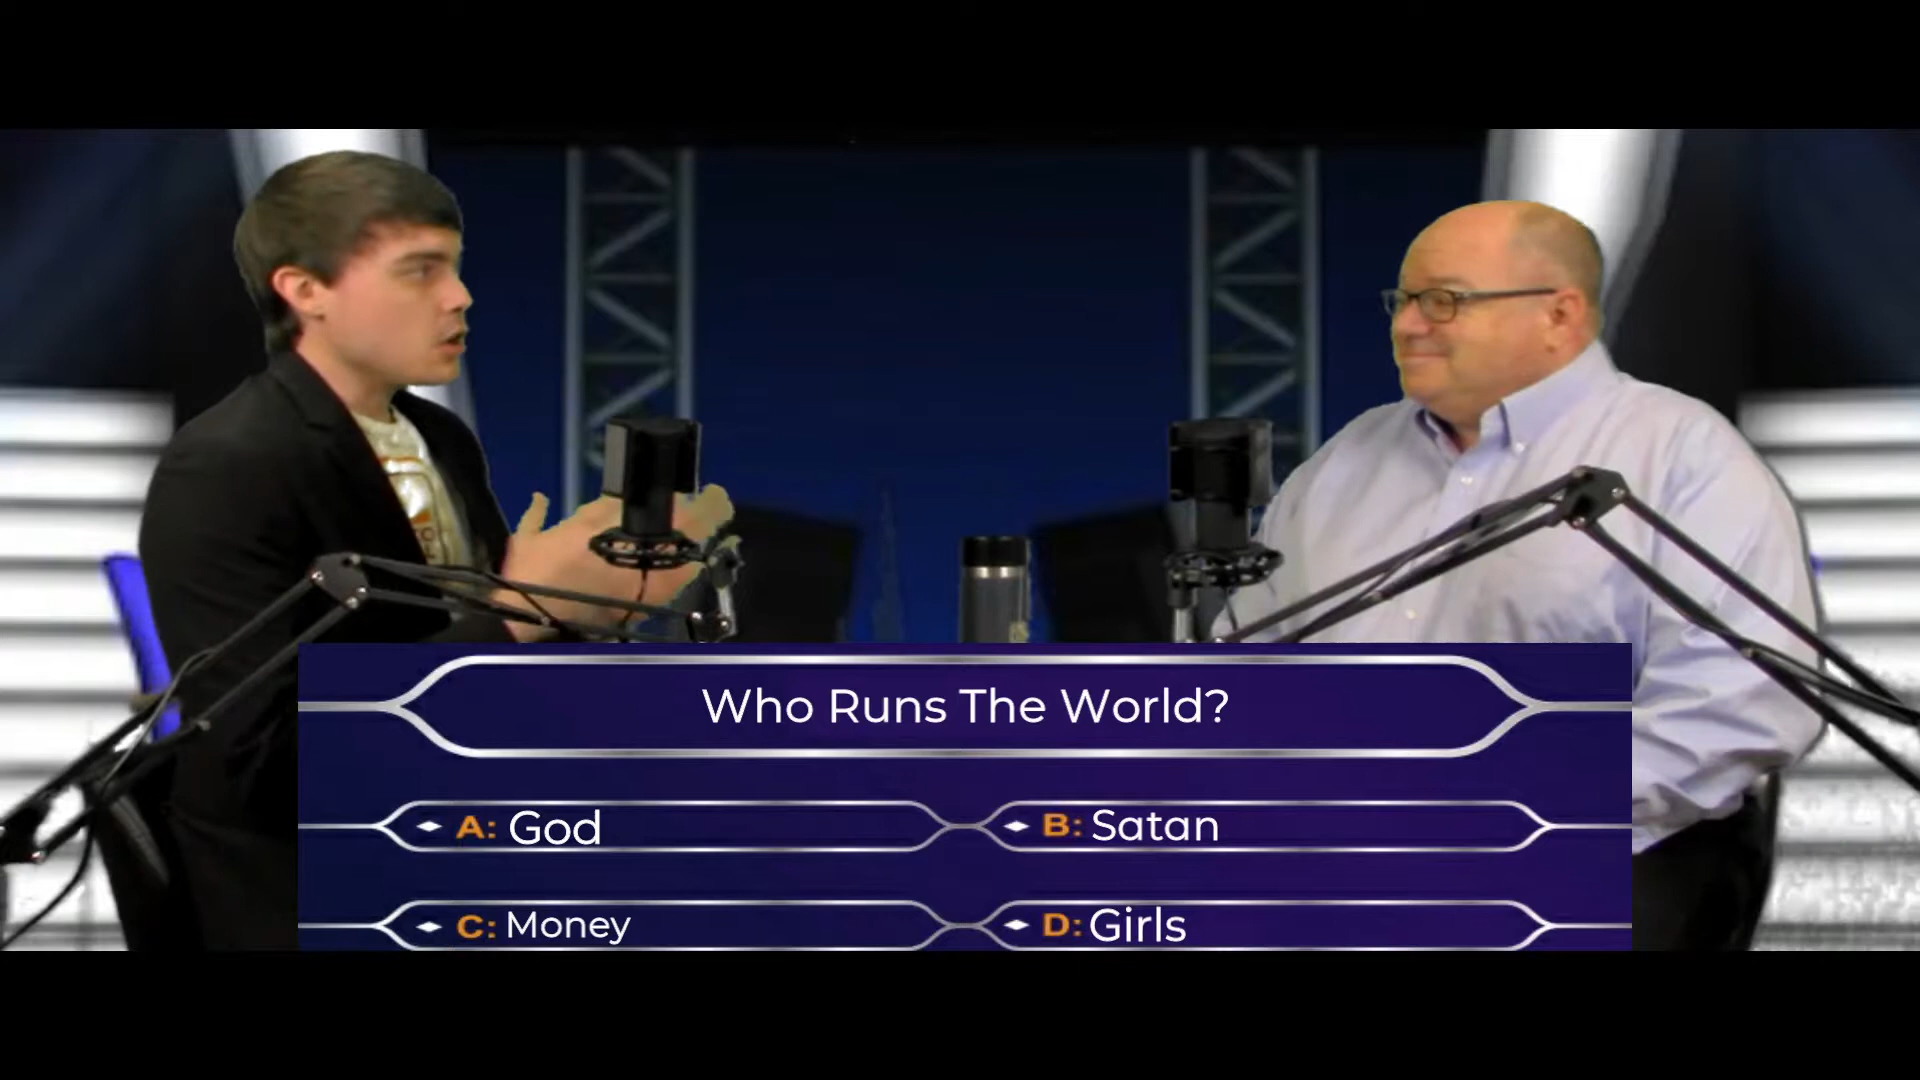 Who Runs The World?
A: God
B: Satan
C: Money
D: Girls